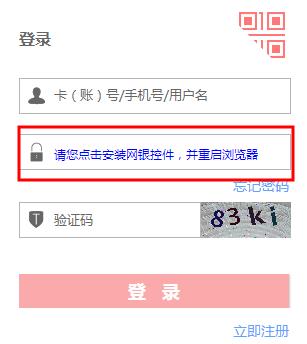 登录
卡（账）号/手机号/用户名
请您点击安装网银控件，并重启浏览器
忘记密码
验证码 83ki
登 录
立即注册